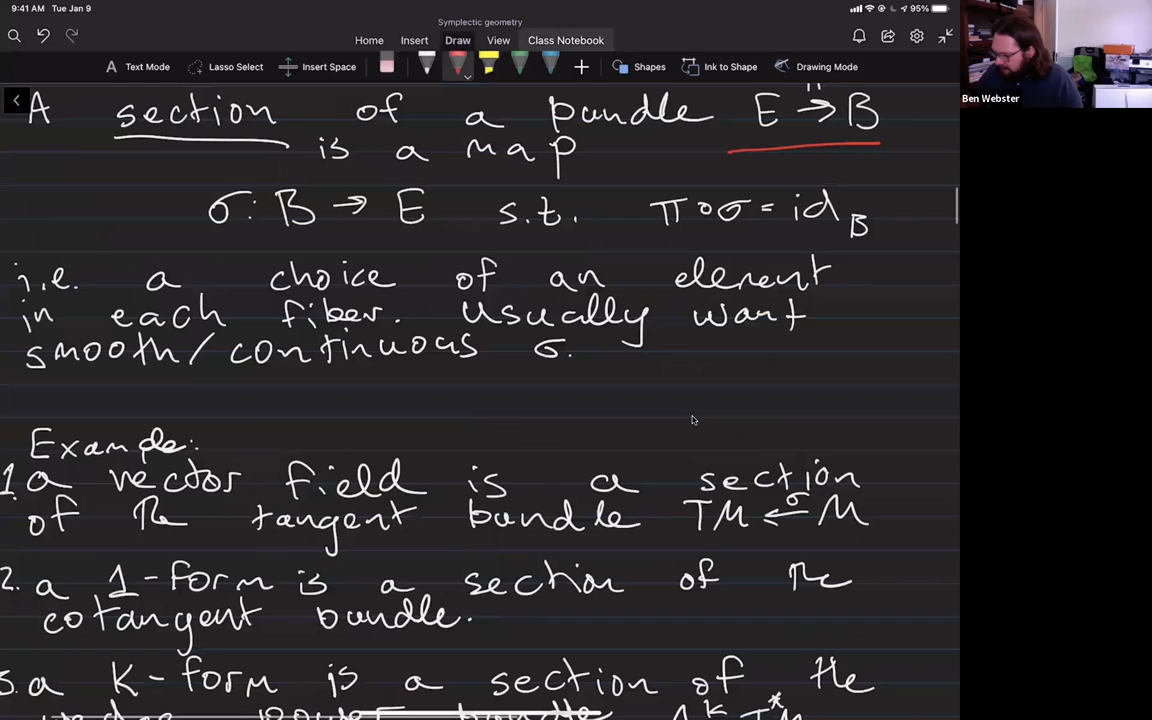 9:41 AM Tue Jan 9
95%
Symplectic geometry
Home Insert Draw View Class Notebook
Text Mode Lasso Select Insert Space Shapes Ink to Shape Drawing Mode
Ben Webster
A section of a bundle E → B
is a map
σ: B → E s.t. π∘σ = id_B
i.e. a choice of an element
in each fiber. Usually want
smooth/continuous σ.
Example:
1. a vector field is a section
of the tangent bundle TM ←σ M
2. a 1-form is a section of the
cotangent bundle.
3. a K-form is a section of the
wedge power bundle Λ^k T*M